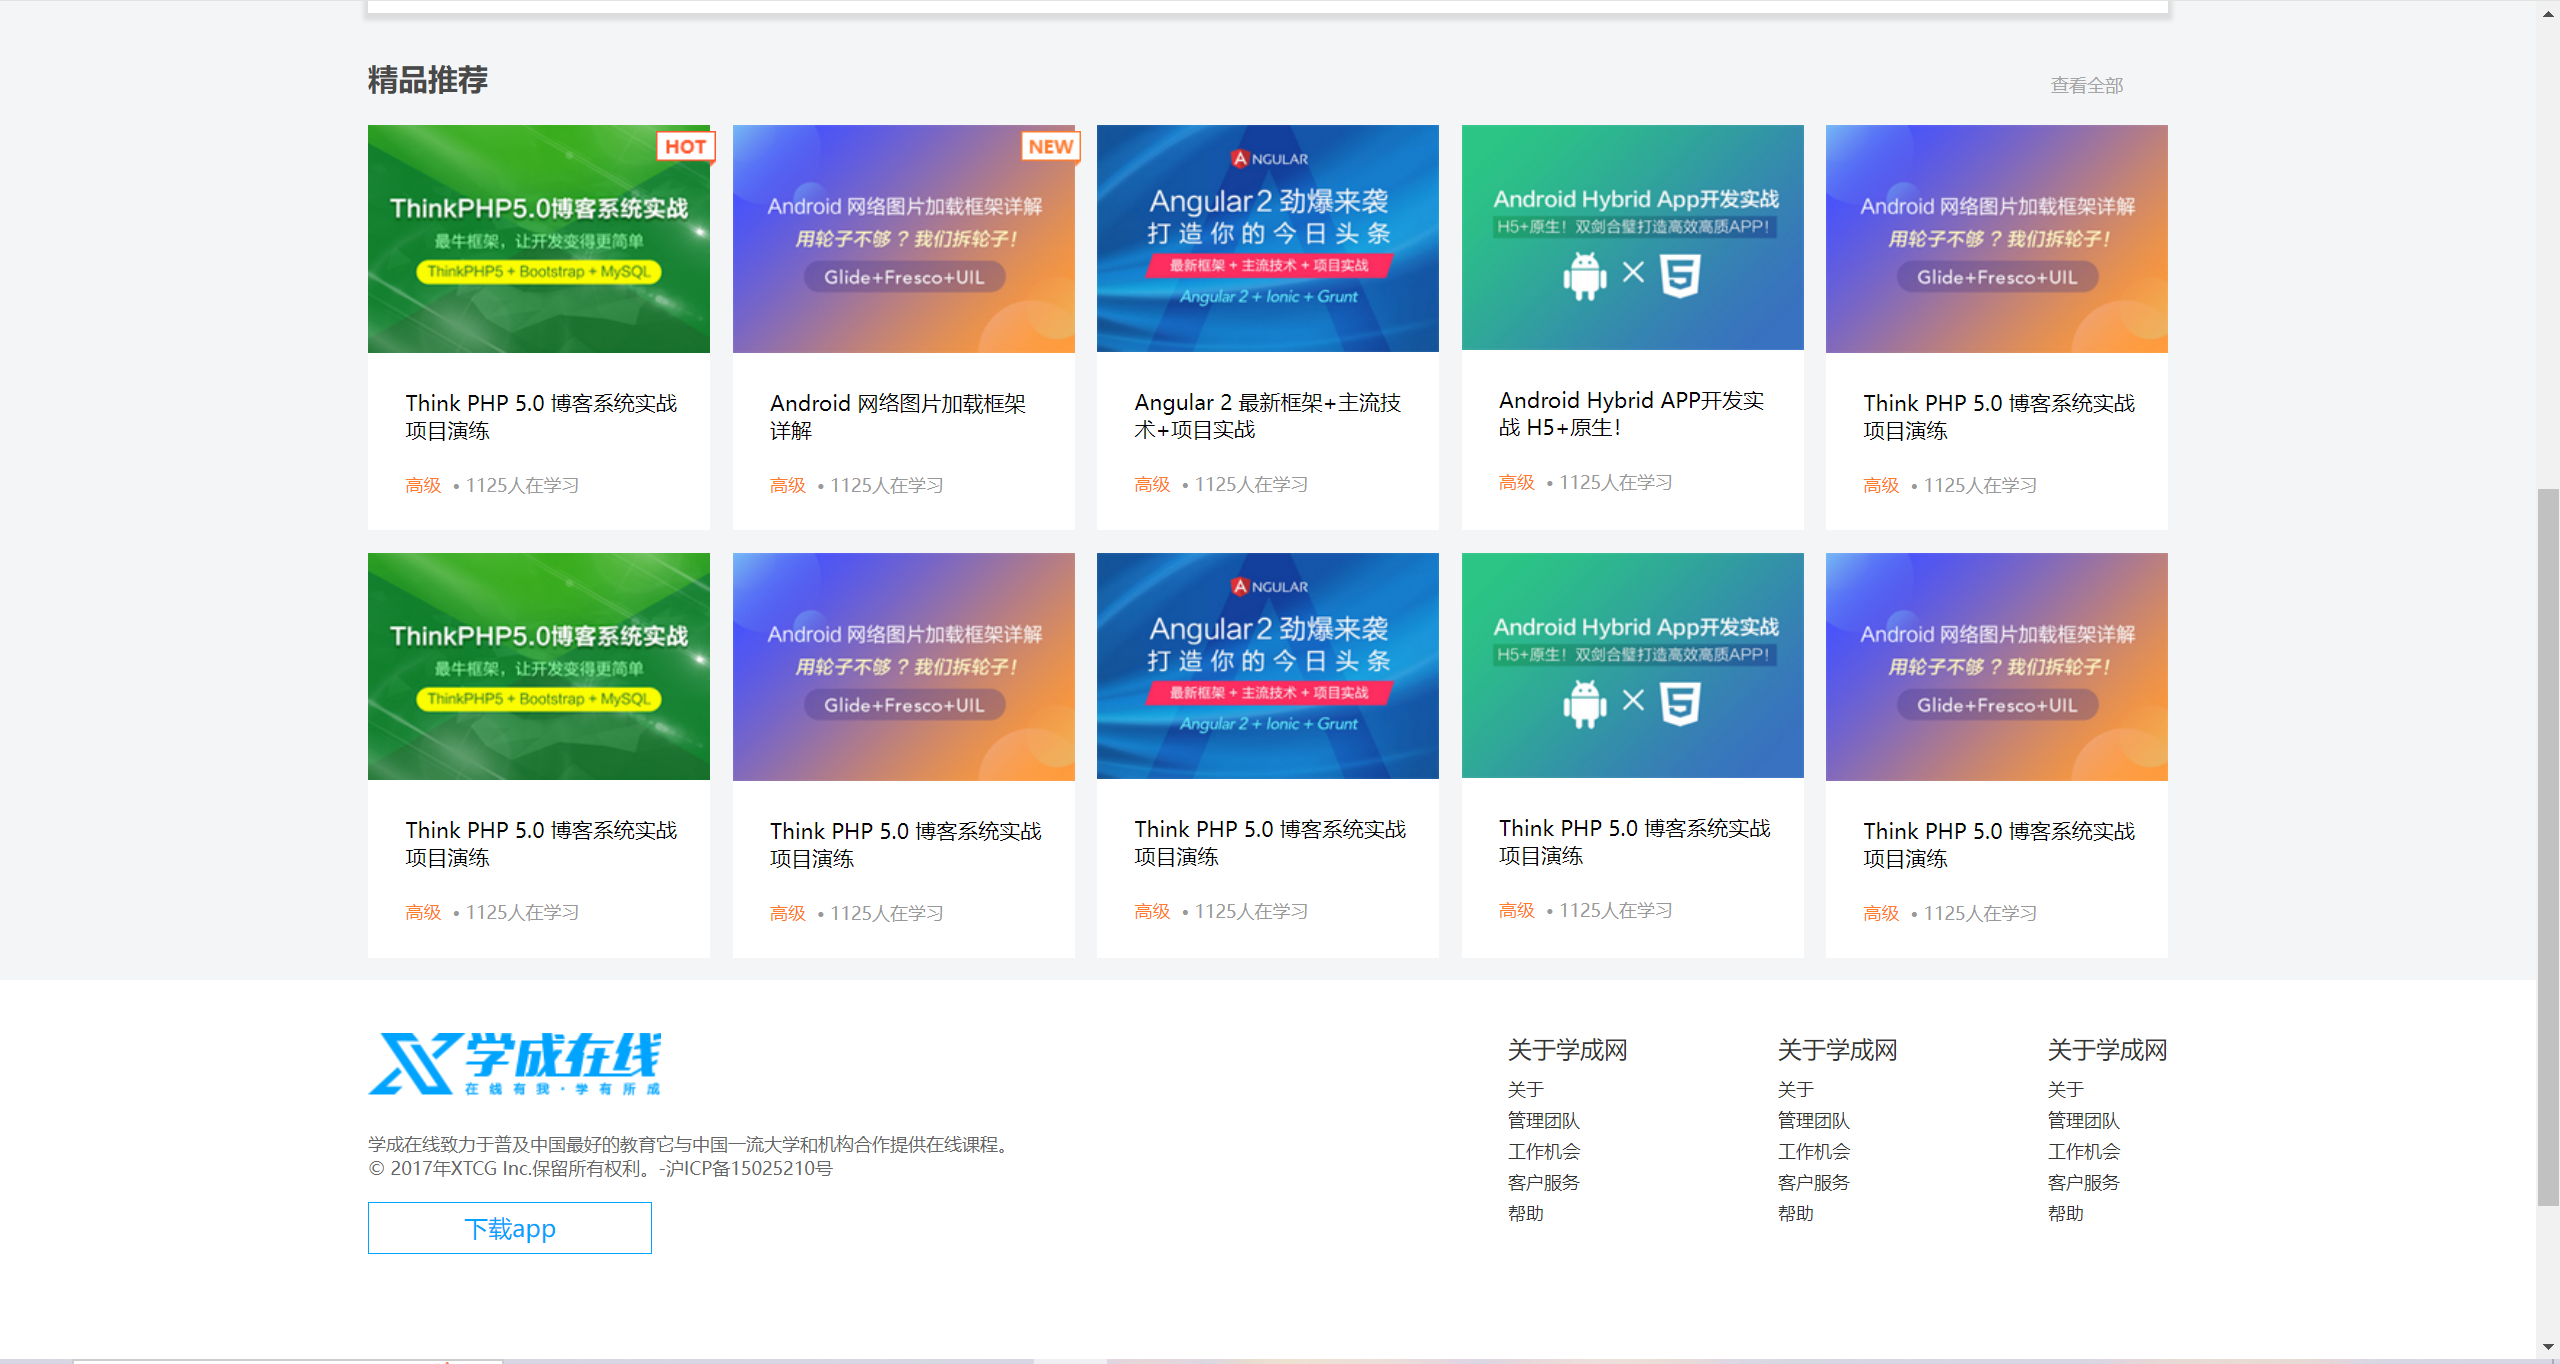 精品推荐
查看全部
HOT
ThinkPHP5.0博客系统实战
最牛框架，让开发变得更简单
ThinkPHP5 + Bootstrap + MySQL
Think PHP 5.0 博客系统实战
项目演练
高级 • 1125人在学习
NEW
Android 网络图片加载框架详解
用轮子不够？我们拆轮子！
Glide+Fresco+UIL
Android 网络图片加载框架
详解
高级 • 1125人在学习
ANGULAR
Angular2 劲爆来袭
打造你的今日头条
最新框架 + 主流技术 + 项目实战
Angular 2 + Ionic + Grunt
Angular 2 最新框架+主流技
术+项目实战
高级 • 1125人在学习
Android Hybrid App开发实战
H5+原生！双剑合璧打造高效高质APP！
Android Hybrid APP开发实
战 H5+原生！
高级 • 1125人在学习
Android 网络图片加载框架详解
用轮子不够？我们拆轮子！
Glide+Fresco+UIL
Think PHP 5.0 博客系统实战
项目演练
高级 • 1125人在学习
ThinkPHP5.0博客系统实战
最牛框架，让开发变得更简单
ThinkPHP5 + Bootstrap + MySQL
Think PHP 5.0 博客系统实战
项目演练
高级 • 1125人在学习
Android 网络图片加载框架详解
用轮子不够？我们拆轮子！
Glide+Fresco+UIL
Think PHP 5.0 博客系统实战
项目演练
高级 • 1125人在学习
ANGULAR
Angular2 劲爆来袭
打造你的今日头条
最新框架 + 主流技术 + 项目实战
Angular 2 + Ionic + Grunt
Think PHP 5.0 博客系统实战
项目演练
高级 • 1125人在学习
Android Hybrid App开发实战
H5+原生！双剑合璧打造高效高质APP！
Think PHP 5.0 博客系统实战
项目演练
高级 • 1125人在学习
Android 网络图片加载框架详解
用轮子不够？我们拆轮子！
Glide+Fresco+UIL
Think PHP 5.0 博客系统实战
项目演练
高级 • 1125人在学习
学成在线
在线有我·学有所成
学成在线致力于普及中国最好的教育它与中国一流大学和机构合作提供在线课程。
© 2017年XTCG Inc.保留所有权利。-沪ICP备15025210号
下载app
关于学成网
关于
管理团队
工作机会
客户服务
帮助
关于学成网
关于
管理团队
工作机会
客户服务
帮助
关于学成网
关于
管理团队
工作机会
客户服务
帮助